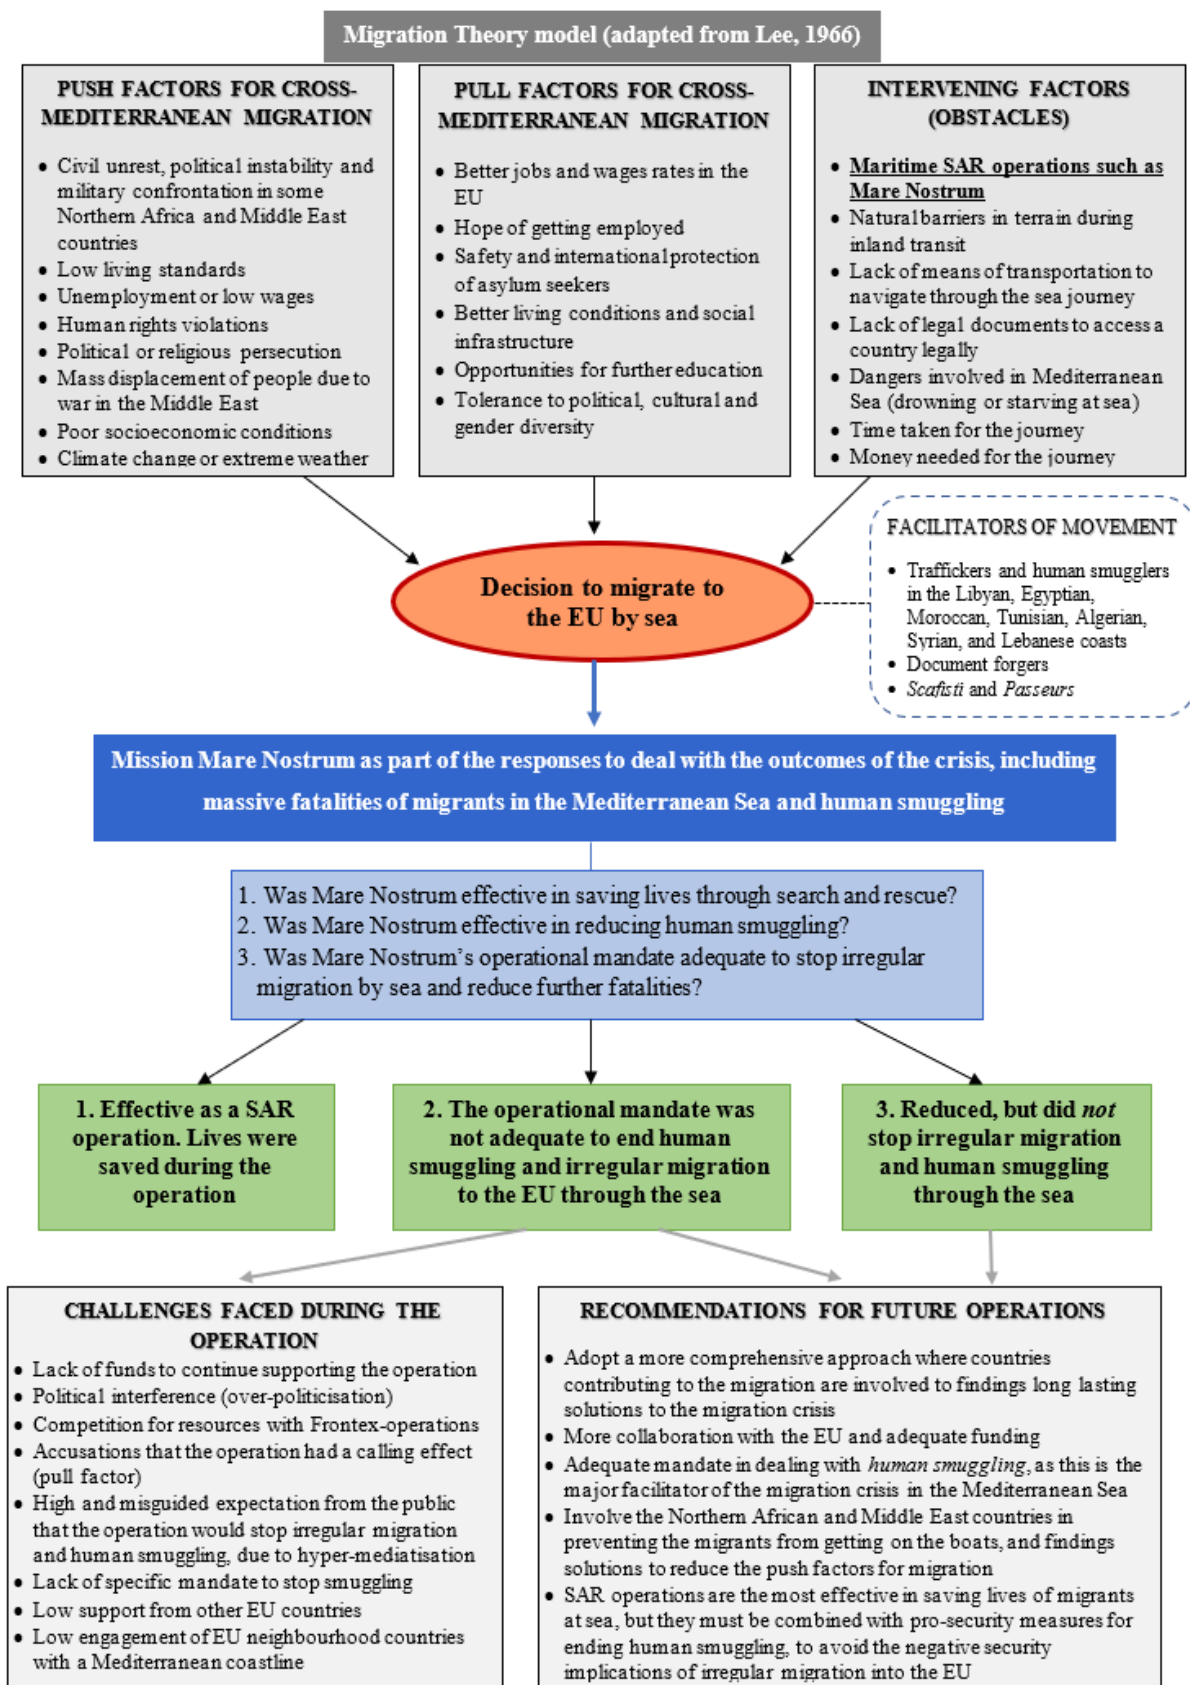 Migration Theory model (adapted from Lee, 1966)
PUSH FACTORS FOR CROSS-
MEDITERRANEAN MIGRATION
• Civil unrest, political instability and
military confrontation in some
Northern Africa and Middle East
countries
• Low living standards
• Unemployment or low wages
• Human rights violations
• Political or religious persecution
• Mass displacement of people due to
war in the Middle East
• Poor socioeconomic conditions
• Climate change or extreme weather
PULL FACTORS FOR CROSS-
MEDITERRANEAN MIGRATION
• Better jobs and wages rates in the
EU
• Hope of getting employed
• Safety and international protection
of asylum seekers
• Better living conditions and social
infrastructure
• Opportunities for further education
• Tolerance to political, cultural and
gender diversity
INTERVENING FACTORS
(OBSTACLES)
• Maritime SAR operations such as
Mare Nostrum
• Natural barriers in terrain during
inland transit
• Lack of means of transportation to
navigate through the sea journey
• Lack of legal documents to access a
country legally
• Dangers involved in Mediterranean
Sea (drowning or starving at sea)
• Time taken for the journey
• Money needed for the journey
FACILITATORS OF MOVEMENT
• Traffickers and human smugglers
in the Libyan, Egyptian,
Moroccan, Tunisian, Algerian,
Syrian, and Lebanese coasts
• Document forgers
• Scafisti and Passeurs
Decision to migrate to
the EU by sea
Mission Mare Nostrum as part of the responses to deal with the outcomes of the crisis, including
massive fatalities of migrants in the Mediterranean Sea and human smuggling
1. Was Mare Nostrum effective in saving lives through search and rescue?
2. Was Mare Nostrum effective in reducing human smuggling?
3. Was Mare Nostrum's operational mandate adequate to stop irregular
migration by sea and reduce further fatalities?
1. Effective as a SAR
operation. Lives were
saved during the
operation
2. The operational mandate was
not adequate to end human
smuggling and irregular migration
to the EU through the sea
3. Reduced, but did not
stop irregular migration
and human smuggling
through the sea
CHALLENGES FACED DURING THE
OPERATION
• Lack of funds to continue supporting the operation
• Political interference (over-politicisation)
• Competition for resources with Frontex-operations
• Accusations that the operation had a calling effect
(pull factor)
• High and misguided expectation from the public
that the operation would stop irregular migration
and human smuggling, due to hyper-mediatisation
• Lack of specific mandate to stop smuggling
• Low support from other EU countries
• Low engagement of EU neighbourhood countries
with a Mediterranean coastline
RECOMMENDATIONS FOR FUTURE OPERATIONS
• Adopt a more comprehensive approach where countries
contributing to the migration are involved to findings long lasting
solutions to the migration crisis
• More collaboration with the EU and adequate funding
• Adequate mandate in dealing with human smuggling, as this is the
major facilitator of the migration crisis in the Mediterranean Sea
• Involve the Northern African and Middle East countries in
preventing the migrants from getting on the boats, and findings
solutions to reduce the push factors for migration
• SAR operations are the most effective in saving lives of migrants
at sea, but they must be combined with pro-security measures for
ending human smuggling, to avoid the negative security
implications of irregular migration into the EU